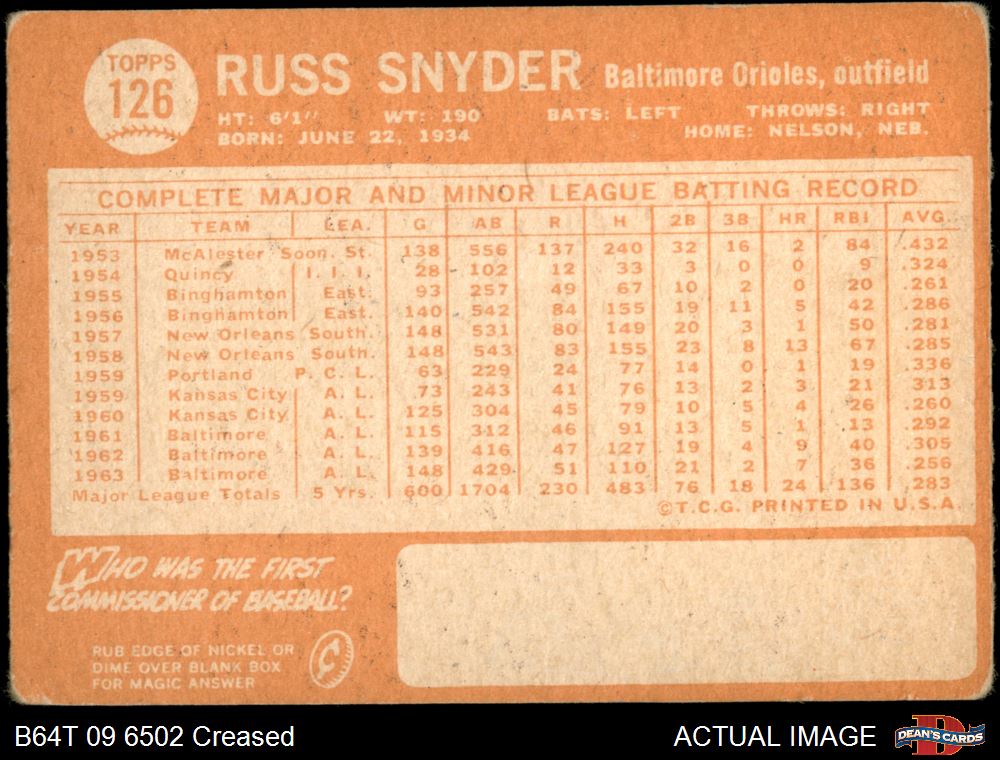 TOPPS
126
RUSS SNYDER Baltimore Orioles, outfield
HT: 6'1" WT: 190 BATS: LEFT THROWS: RIGHT
BORN: JUNE 22, 1934 HOME: NELSON, NEB.
COMPLETE MAJOR AND MINOR LEAGUE BATTING RECORD
YEAR TEAM LEA. G AB R H 2B 3B HR RBI AVG.
1953 McAlester Soon. St. 138 556 137 240 32 16 2 84 .432
1954 Quincy I. I. I. 28 102 12 33 3 0 0 9 .324
1955 Binghamton East. 93 257 49 67 10 2 0 20 .261
1956 Binghamton East. 140 542 84 155 19 11 5 42 .286
1957 New Orleans South. 148 531 80 149 20 3 1 50 .281
1958 New Orleans South. 148 543 83 155 23 8 13 67 .285
1959 Portland P. C. L. 63 229 24 77 14 0 1 19 .336
1959 Kansas City A. L. 73 243 41 76 13 2 3 21 .313
1960 Kansas City A. L. 125 304 45 79 10 5 4 26 .260
1961 Baltimore A. L. 115 312 46 91 13 5 1 13 .292
1962 Baltimore A. L. 139 416 47 127 19 4 9 40 .305
1963 Baltimore A. L. 148 429 51 110 21 2 7 36 .256
Major League Totals 5 Yrs. 600 1704 230 483 76 18 24 136 .283
©T.C.G. PRINTED IN U.S.A.
WHO WAS THE FIRST
COMMISSIONER OF BASEBALL?
RUB EDGE OF NICKEL OR
DIME OVER BLANK BOX
FOR MAGIC ANSWER
¢
B64T 09 6502 Creased ACTUAL IMAGE
D
DEAN'S CARDS